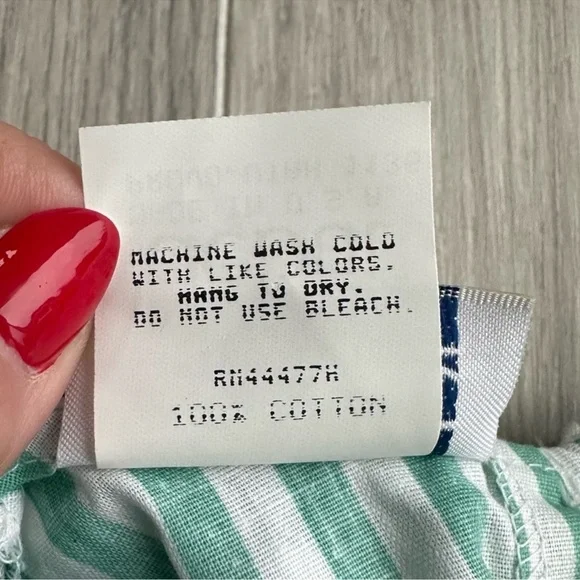 MACHINE WASH COLD
WITH LIKE COLORS.
HANG TO DRY.
DO NOT USE BLEACH.
RN44477H
100% COTTON